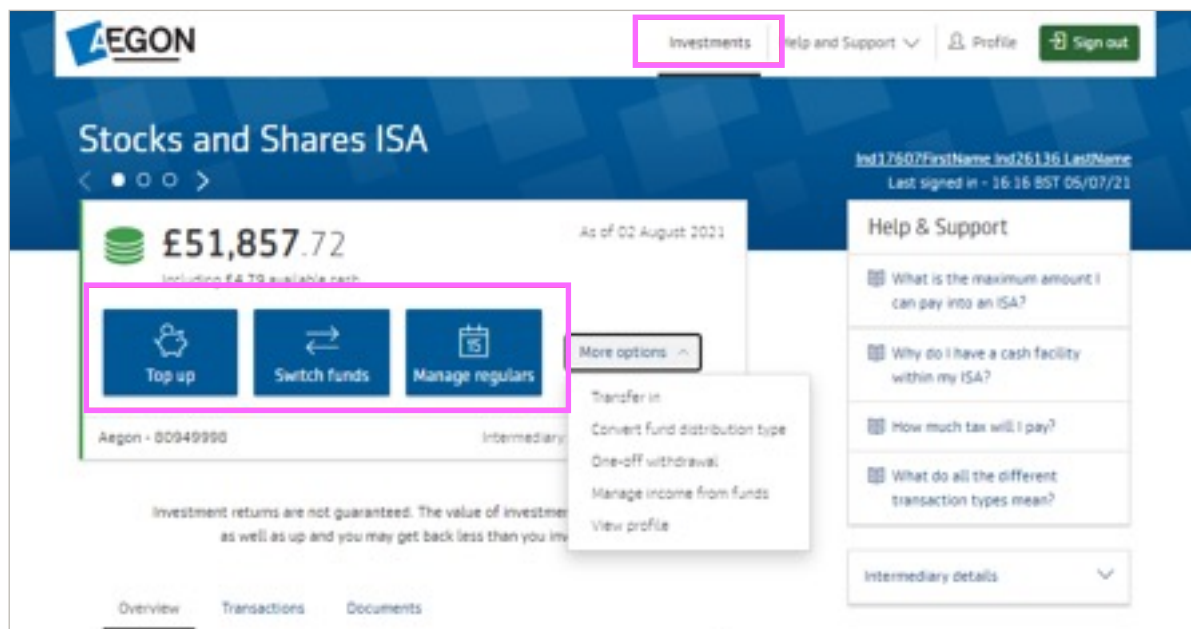 AEGON
Investments
Help and Support
Profile
Sign out
Stocks and Shares ISA
Ind17607FirstName Ind26136 LastName
Last signed in - 16:16 BST 05/07/21
£51,857.72
As of 02 August 2021
Including £4.79 available cash
Top up
Switch funds
15
Manage regulars
More options
Transfer in
Convert fund distribution type
One-off withdrawal
Manage income from funds
View profile
Aegon - 80949998
Intermediary
Investment returns are not guaranteed. The value of investme
as well as up and you may get back less than you inv
Overview
Transactions
Documents
Help & Support
What is the maximum amount I
can pay into an ISA?
Why do I have a cash facility
within my ISA?
How much tax will I pay?
What do all the different
transaction types mean?
Intermediary details